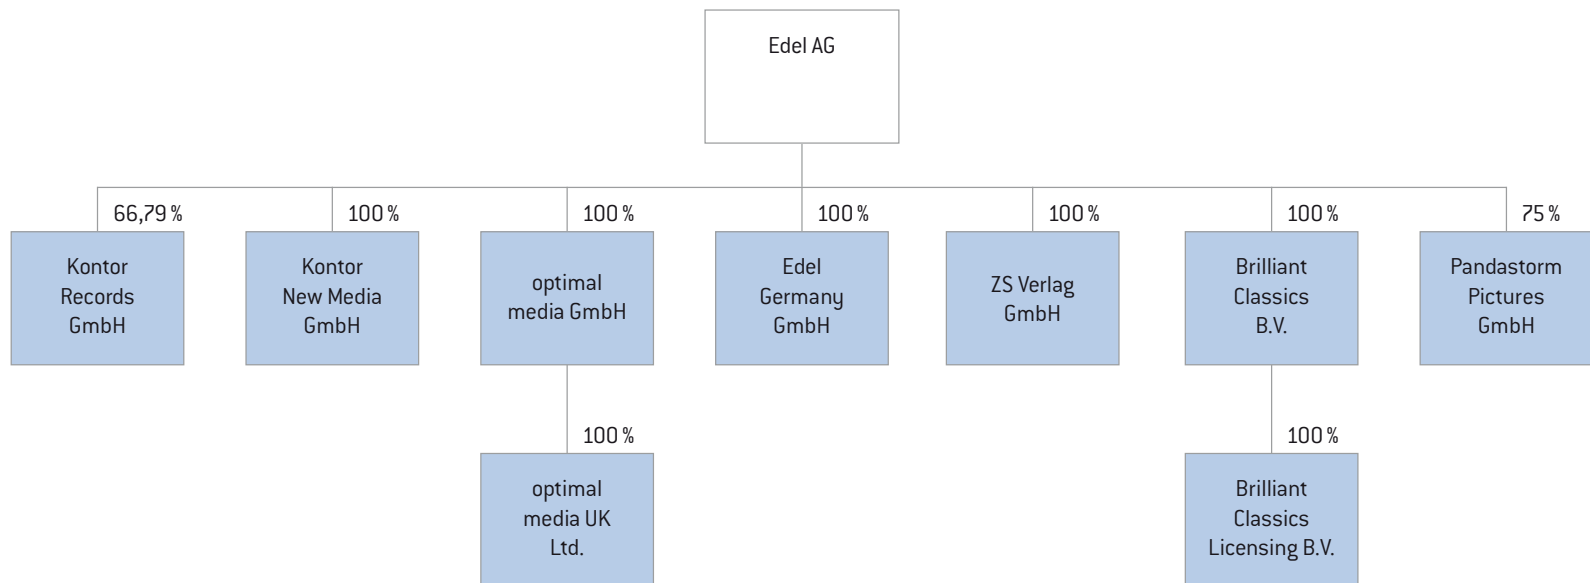 Edel AG
66,79 %
100 %
100 %
100 %
100 %
100 %
75 %
Kontor
Records
GmbH
Kontor
New Media
GmbH
optimal
media GmbH
Edel
Germany
GmbH
ZS Verlag
GmbH
Brilliant
Classics
B.V.
Pandastorm
Pictures
GmbH
100 %
100 %
optimal
media UK
Ltd.
Brilliant
Classics
Licensing B.V.